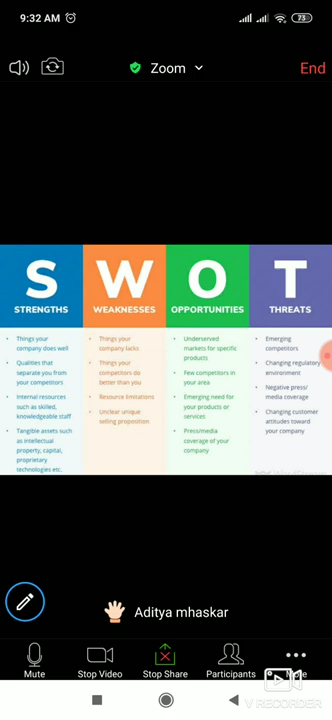 9:32 AM
73
Zoom
End
S
STRENGTHS
• Things your
company does well
• Qualities that
separate you from
your competitors
• Internal resources
such as skilled,
knowledgeable staff
• Tangible assets such
as intellectual
property, capital,
proprietary
technologies etc.
W
WEAKNESSES
• Things your
company lacks
• Things your
competitors do
better than you
• Resource limitations
• Unclear unique
selling proposition
O
OPPORTUNITIES
• Underserved
markets for specific
products
• Few competitors in
your area
• Emerging need for
your products or
services
• Press/media
coverage of your
company
T
THREATS
• Emerging
competitors
• Changing regulatory
environment
• Negative press/
media coverage
• Changing customer
attitudes toward
your company
Aditya mhaskar
Mute
Stop Video
Stop Share
Participants
V RECORDER